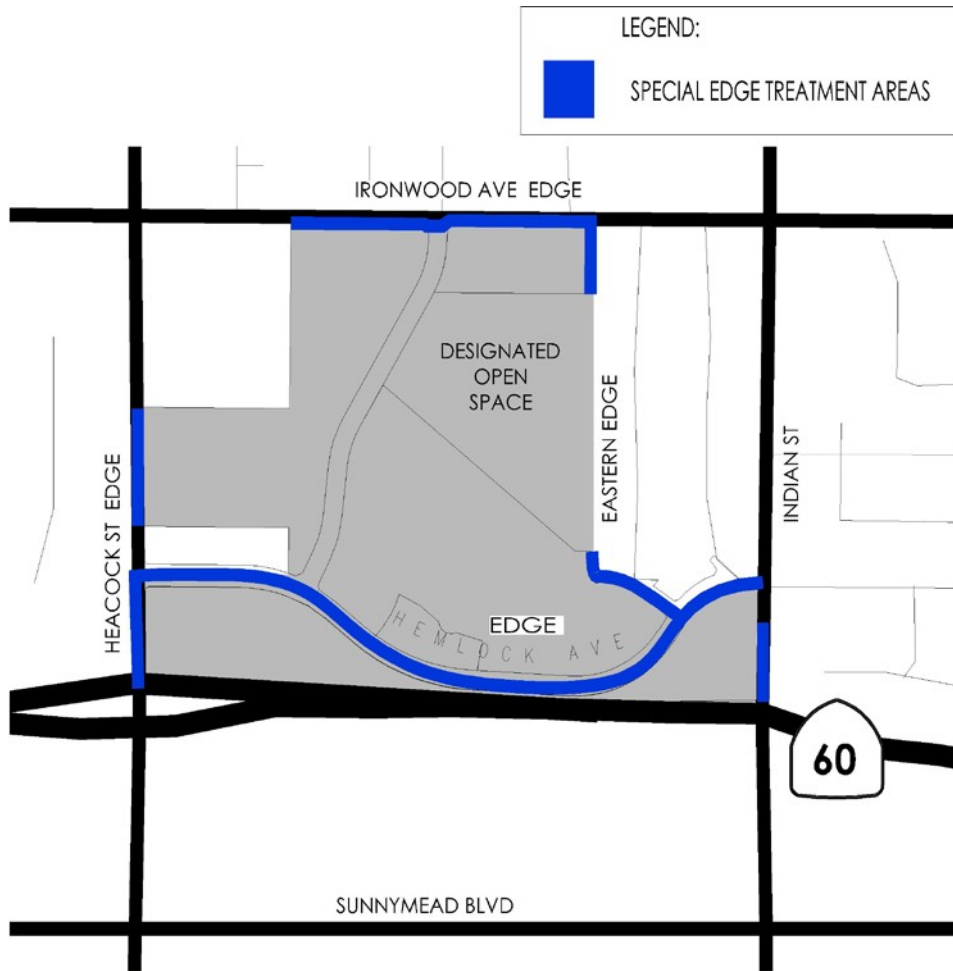 LEGEND:
SPECIAL EDGE TREATMENT AREAS
IRONWOOD AVE EDGE
DESIGNATED
OPEN
SPACE
EASTERN EDGE
INDIAN ST
HEACOCK ST EDGE
EDGE
HEMLOCK AVE
60
SUNNYMEAD BLVD